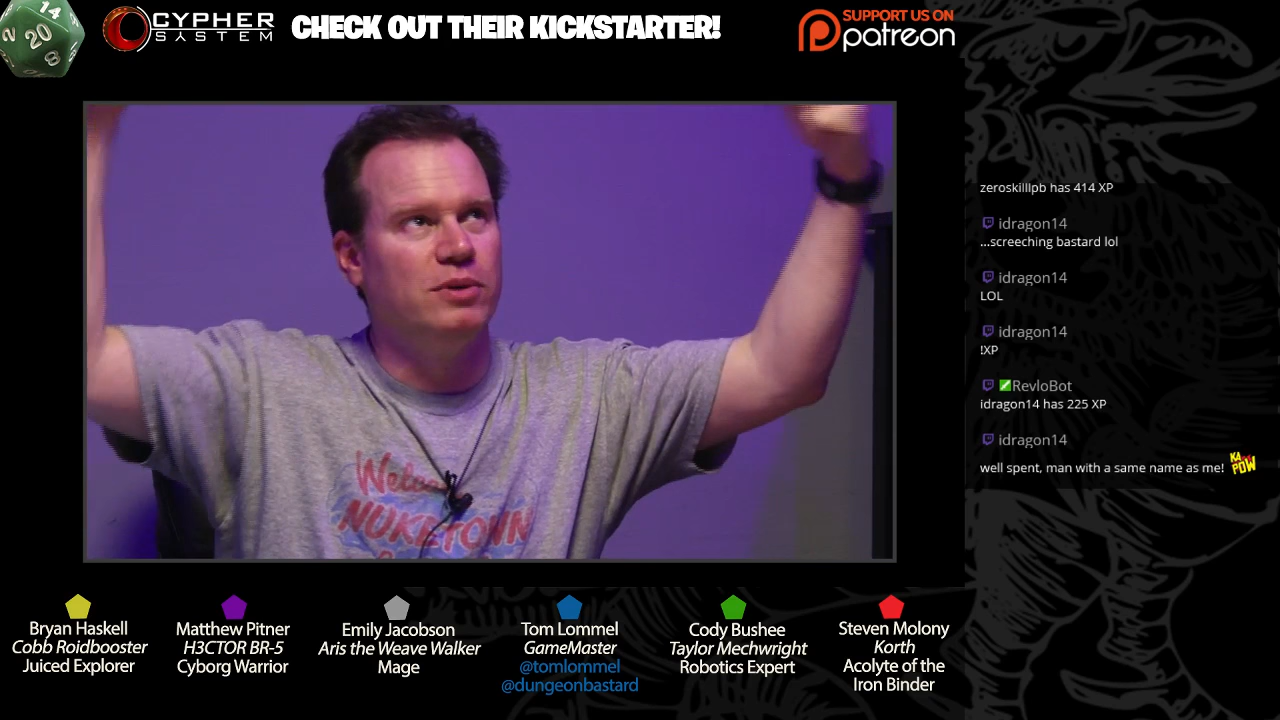 14
2
20
8
CYPHER
SYSTEM
CHECK OUT THEIR KICKSTARTER!
SUPPORT US ON
patreon
zeroskilllpb has 414 XP
idragon14
...screeching bastard lol
idragon14
LOL
idragon14
!XP
RevloBot
idragon14 has 225 XP
idragon14
well spent, man with a same name as me!
KA
POW
Welcome
NUKETOWN
Bryan Haskell
Cobb Roidbooster
Juiced Explorer
Matthew Pitner
H3CTOR BR-5
Cyborg Warrior
Emily Jacobson
Aris the Weave Walker
Mage
Tom Lommel
GameMaster
@tomlommel
@dungeonbastard
Cody Bushee
Taylor Mechwright
Robotics Expert
Steven Molony
Korth
Acolyte of the
Iron Binder